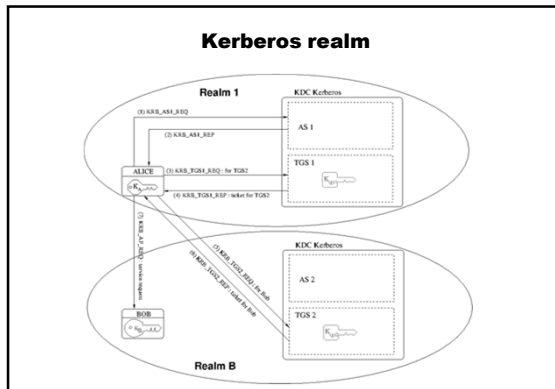 Kerberos realm
Realm 1
KDC Kerberos
(1) KRB_AS1_REQ
AS 1
(2) KRB_AS1_REP
ALICE
(3) KRB_TGS1_REQ : for TGS2
TGS 1
(4) KRB_TGS1_REP : ticket for TGS2
(7) KRB_AP_REQ : service request
(5) KRB_TGS2_REQ : for Bob
(6) KRB_TGS2_REP : ticket for Bob
KDC Kerberos
AS 2
TGS 2
BOB
Realm B